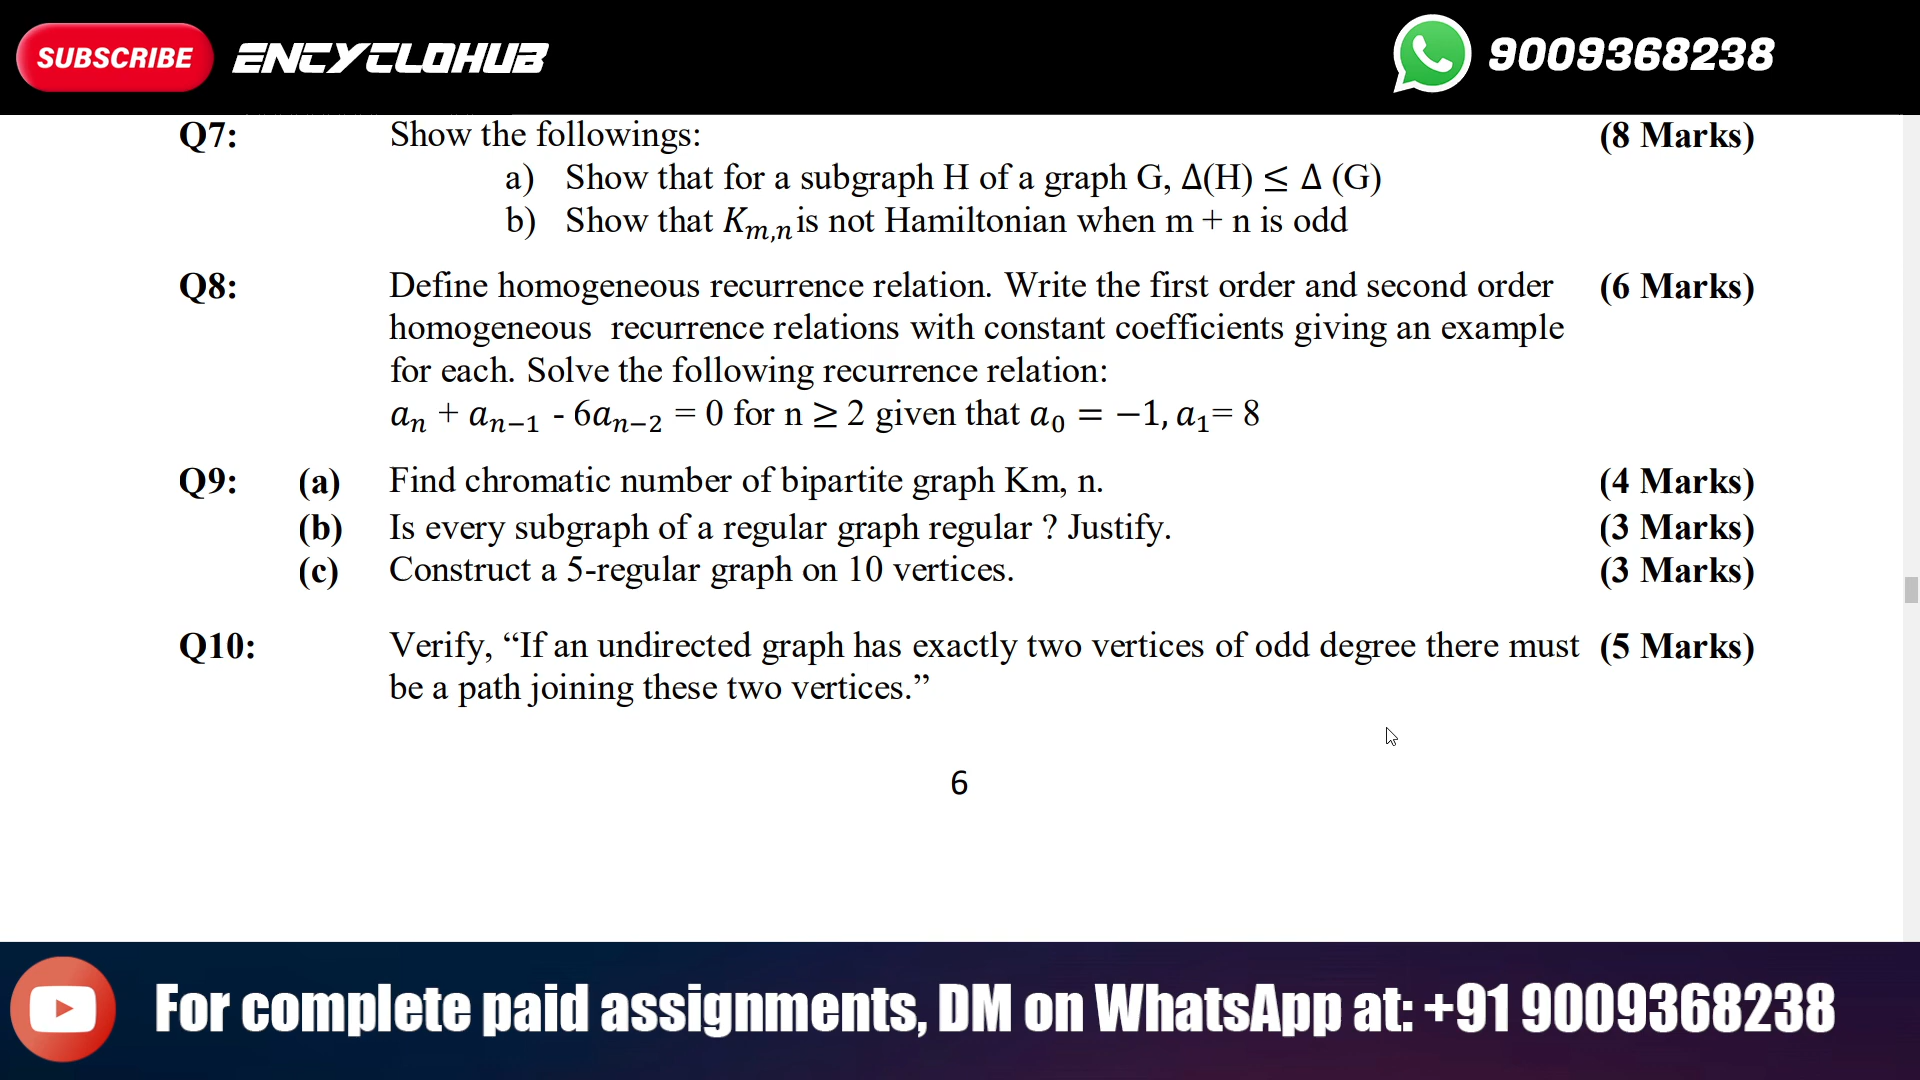 SUBSCRIBE ENCYCLOHUB 9009368238
Q7: Show the followings: (8 Marks)
a) Show that for a subgraph H of a graph G, Δ(H) ≤ Δ (G)
b) Show that Kₘ,ₙ is not Hamiltonian when m + n is odd
Q8: Define homogeneous recurrence relation. Write the first order and second order (6 Marks)
homogeneous recurrence relations with constant coefficients giving an example
for each. Solve the following recurrence relation:
aₙ + aₙ₋₁ - 6aₙ₋₂ = 0 for n ≥ 2 given that a₀ = −1, a₁= 8
Q9: (a) Find chromatic number of bipartite graph Km, n. (4 Marks)
(b) Is every subgraph of a regular graph regular ? Justify. (3 Marks)
(c) Construct a 5-regular graph on 10 vertices. (3 Marks)
Q10: Verify, “If an undirected graph has exactly two vertices of odd degree there must (5 Marks)
be a path joining these two vertices.”
6
For complete paid assignments, DM on WhatsApp at: +91 9009368238